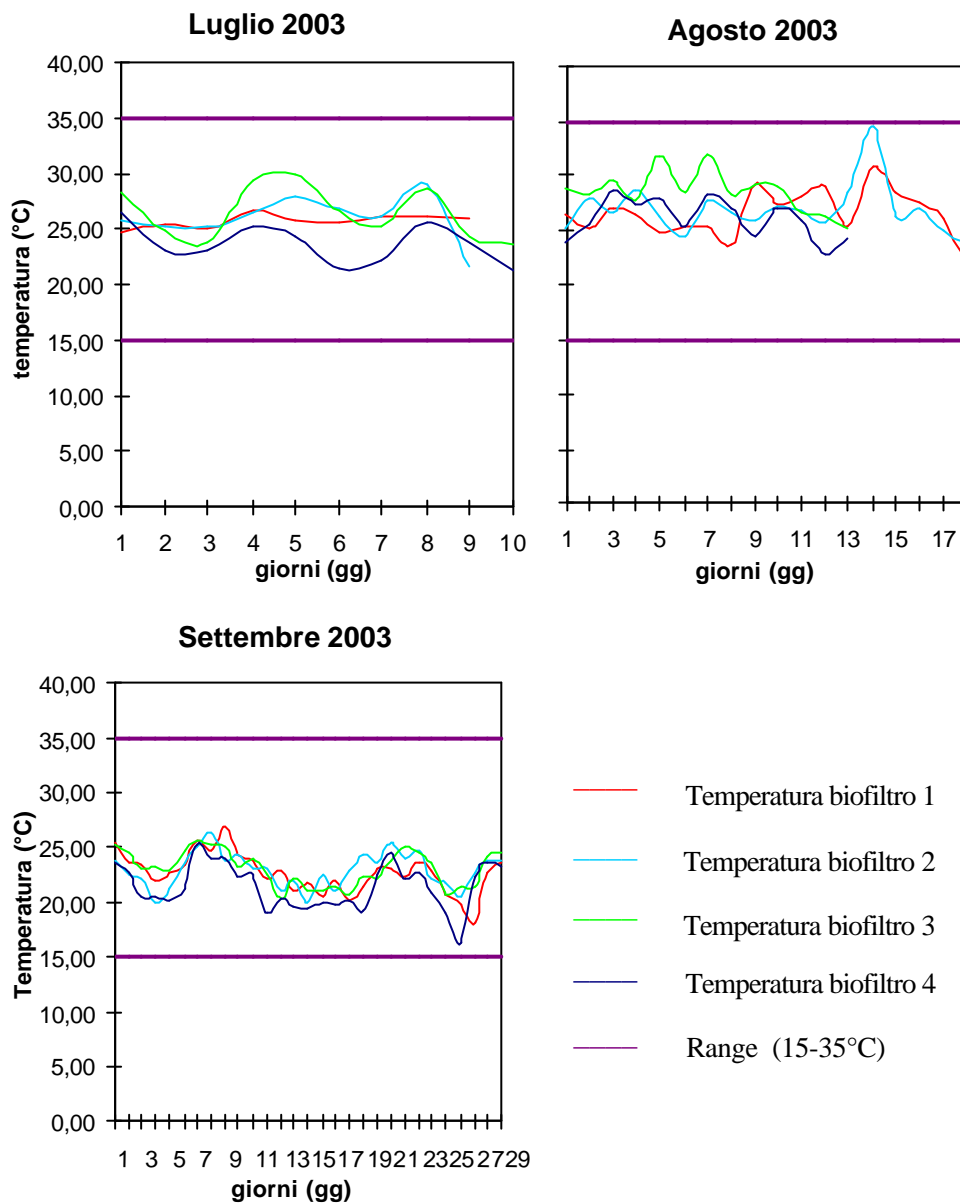 Luglio 2003
temperatura (°C)
40,00
35,00
30,00
25,00
20,00
15,00
10,00
5,00
0,00
1 2 3 4 5 6 7 8 9 10
giorni (gg)
Agosto 2003
1 3 5 7 9 11 13 15 17
giorni (gg)
Settembre 2003
Temperatura (°C)
40,00
35,00
30,00
25,00
20,00
15,00
10,00
5,00
0,00
1 3 5 7 9 11 13 15 17 19 21 23 25 27 29
giorni (gg)
Temperatura biofiltro 1
Temperatura biofiltro 2
Temperatura biofiltro 3
Temperatura biofiltro 4
Range (15-35°C)